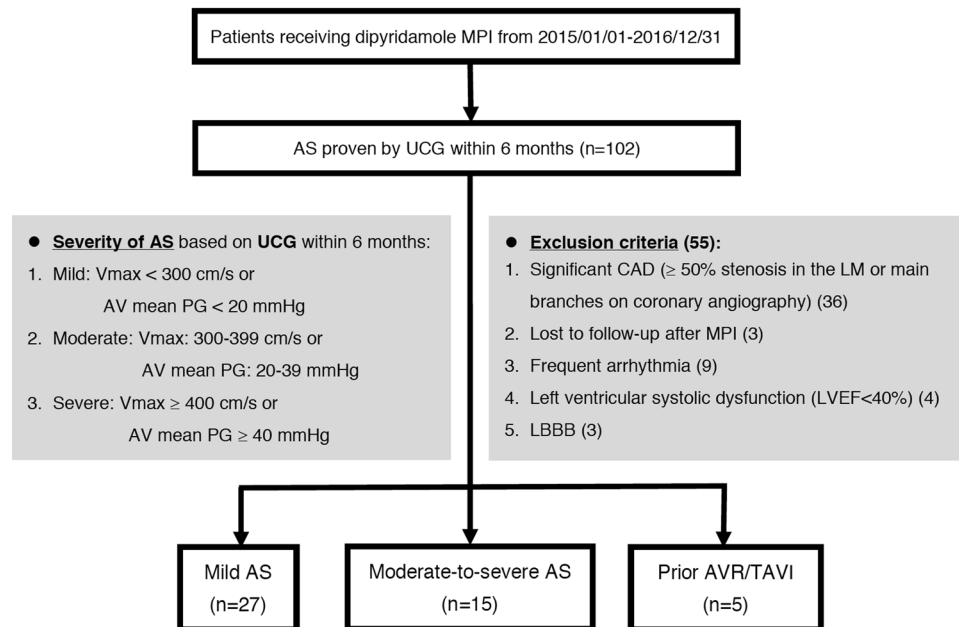 Patients receiving dipyridamole MPI from 2015/01/01-2016/12/31
AS proven by UCG within 6 months (n=102)
● Severity of AS based on UCG within 6 months:
1. Mild: Vmax < 300 cm/s or
AV mean PG < 20 mmHg
2. Moderate: Vmax: 300-399 cm/s or
AV mean PG: 20-39 mmHg
3. Severe: Vmax ≥ 400 cm/s or
AV mean PG ≥ 40 mmHg
● Exclusion criteria (55):
1. Significant CAD (≥ 50% stenosis in the LM or main
branches on coronary angiography) (36)
2. Lost to follow-up after MPI (3)
3. Frequent arrhythmia (9)
4. Left ventricular systolic dysfunction (LVEF<40%) (4)
5. LBBB (3)
Mild AS
(n=27)
Moderate-to-severe AS
(n=15)
Prior AVR/TAVI
(n=5)